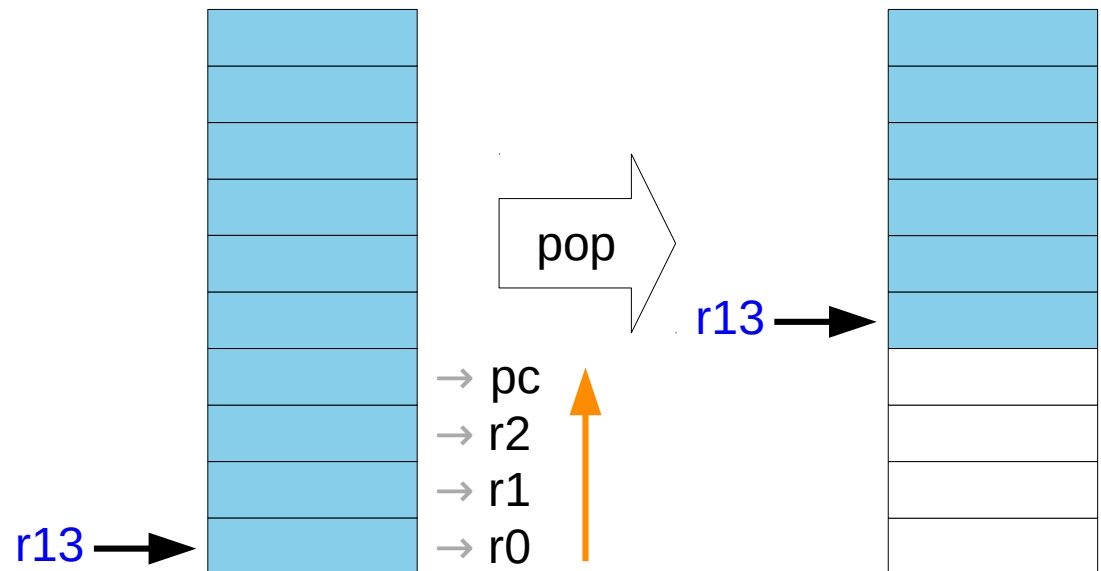 pop
r13
→ pc
→ r2
→ r1
→ r0
r13